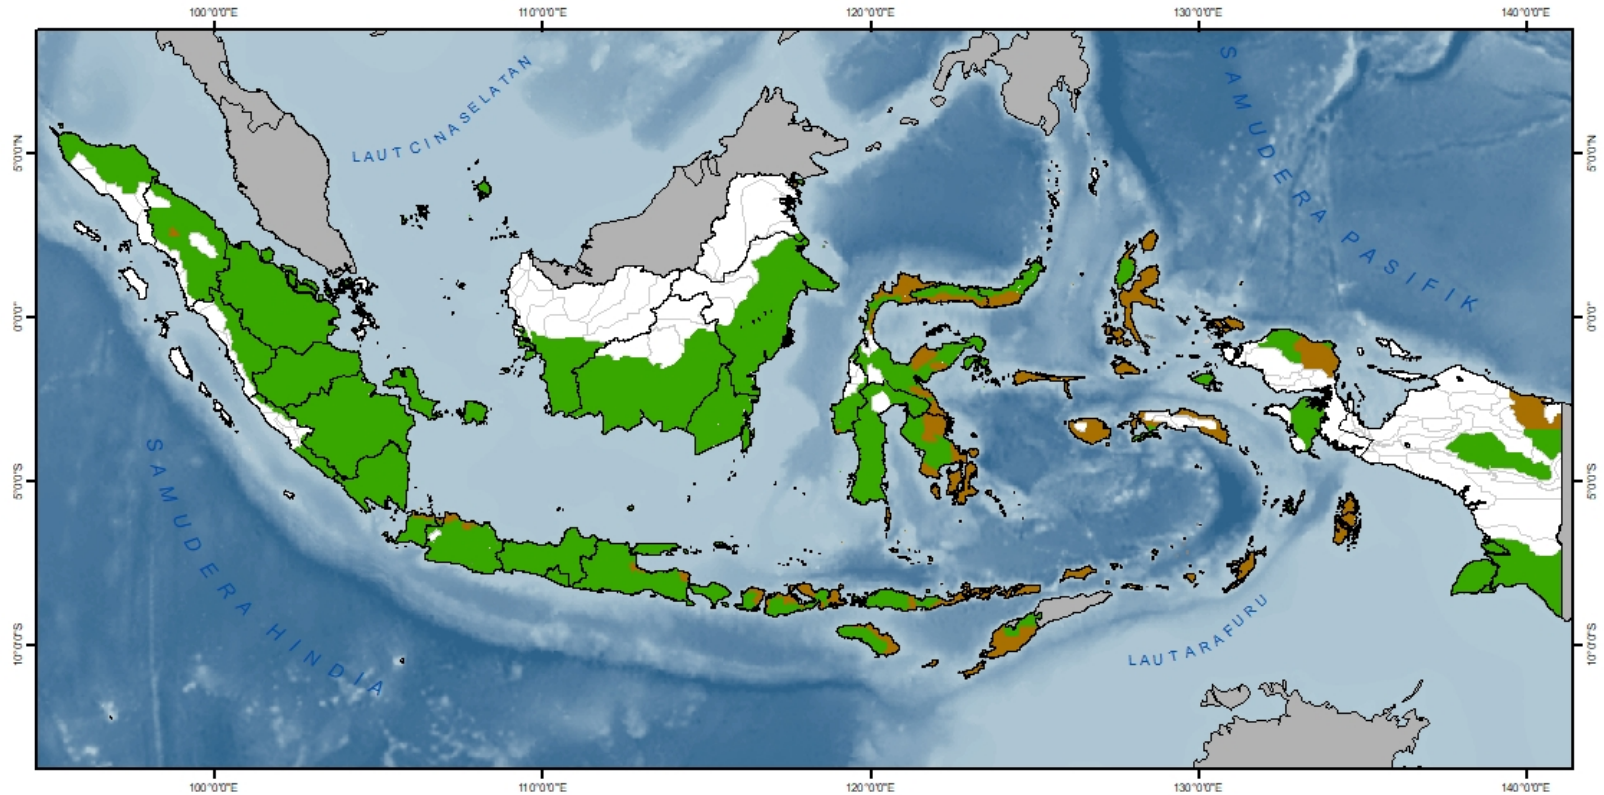 100°0'0"E 110°0'0"E 120°0'0"E 130°0'0"E 140°0'0"E
5°0'0"N 5°0'0"N
0°0'0" 0°0'0"
5°0'0"S 5°0'0"S
10°0'0"S 10°0'0"S
LAUT CINA SELATAN
SAMUDERA PASIFIK
SAMUDERA HINDIA
LAUT ARAFURU
100°0'0"E 110°0'0"E 120°0'0"E 130°0'0"E 140°0'0"E